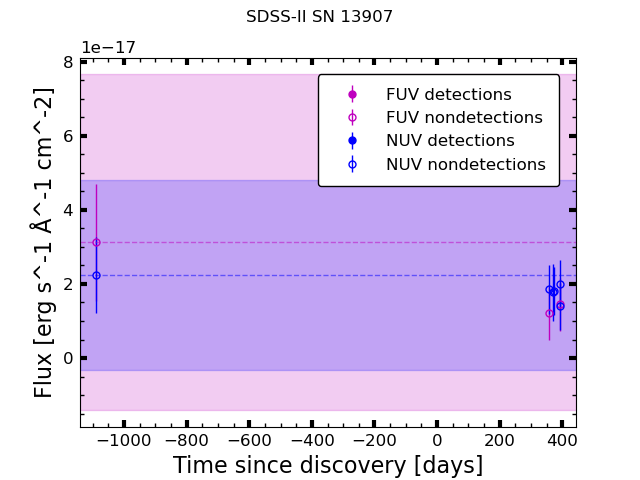 SDSS-II SN 13907
1e−17
8
6
4
2
0
Flux [erg s^-1 Å^-1 cm^-2]
FUV detections
FUV nondetections
NUV detections
NUV nondetections
−1000 −800 −600 −400 −200 0 200 400
Time since discovery [days]